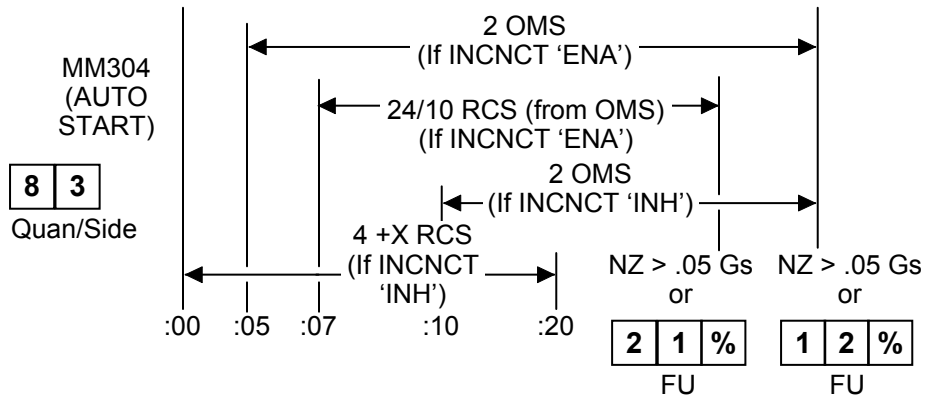 2 OMS
(If INCNCT ‘ENA’)
MM304
(AUTO
START)
24/10 RCS (from OMS)
(If INCNCT ‘ENA’)
8 3
Quan/Side
2 OMS
(If INCNCT ‘INH’)
4 +X RCS
(If INCNCT
‘INH’)
NZ > .05 Gs NZ > .05 Gs
or or
:00 :05 :07 :10 :20
2 1 % 1 2 %
FU FU